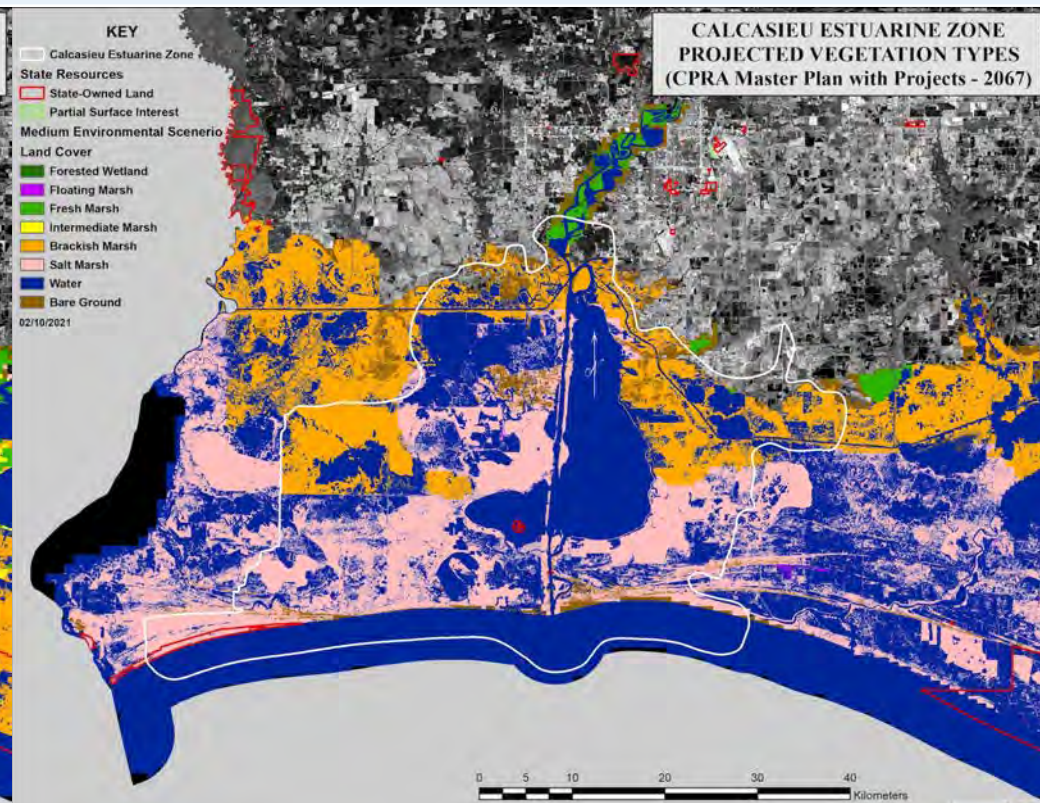 CALCASIEU ESTUARINE ZONE
PROJECTED VEGETATION TYPES
(CPRA Master Plan with Projects - 2067)
KEY
Calcasieu Estuarine Zone
State Resources
State-Owned Land
Partial Surface Interest
Medium Environmental Scenerio
Land Cover
Forested Wetland
Floating Marsh
Fresh Marsh
Intermediate Marsh
Brackish Marsh
Salt Marsh
Water
Bare Ground
02/10/2021
0 5 10 20 30 40
Kilometers